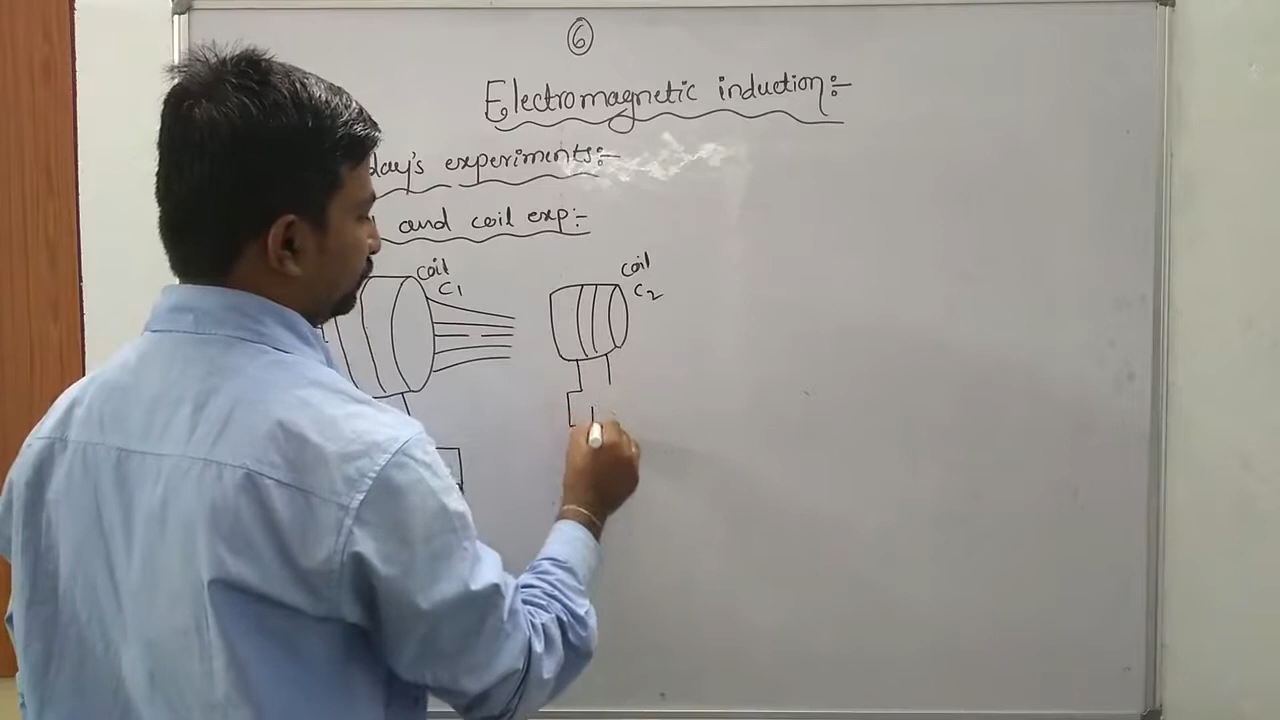 6
Electromagnetic induction:-
day's experiments:-
and coil exp:-
coil
C1
coil
C2